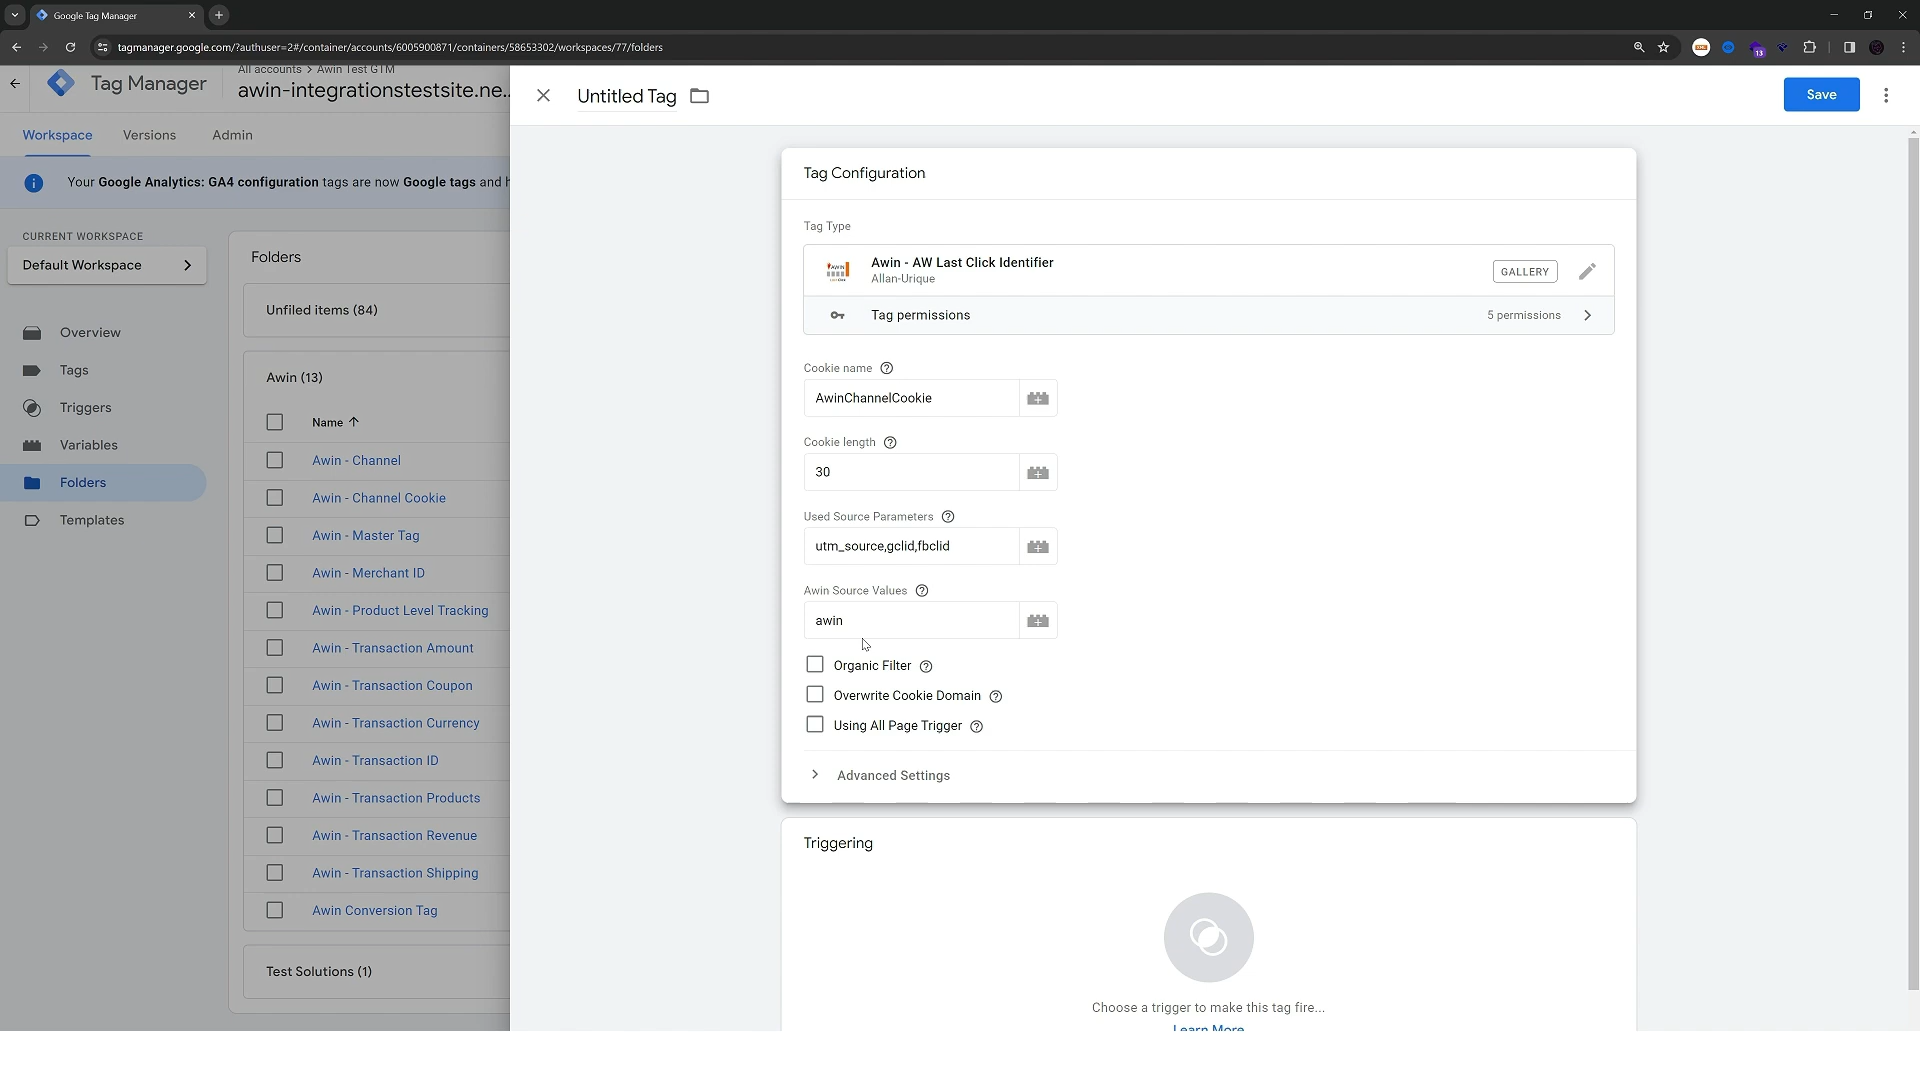 Google Tag Manager
tagmanager.google.com/?authuser=2#/container/accounts/6005900871/containers/58653302/workspaces/77/folders
13
All accounts > Awin Test GTM
Tag Manager
awin-integrationstestsite.ne...
Untitled Tag
Save
Workspace
Versions
Admin
Your Google Analytics: GA4 configuration tags are now Google tags and h
CURRENT WORKSPACE
Default Workspace
Overview
Tags
Triggers
Variables
Folders
Templates
Folders
Unfiled items (84)
Awin (13)
Name
Awin - Channel
Awin - Channel Cookie
Awin - Master Tag
Awin - Merchant ID
Awin - Product Level Tracking
Awin - Transaction Amount
Awin - Transaction Coupon
Awin - Transaction Currency
Awin - Transaction ID
Awin - Transaction Products
Awin - Transaction Revenue
Awin - Transaction Shipping
Awin Conversion Tag
Test Solutions (1)
Tag Configuration
Tag Type
Awin - AW Last Click Identifier
Allan-Urique
GALLERY
Tag permissions
5 permissions
Cookie name
AwinChannelCookie
Cookie length
30
Used Source Parameters
utm_source,gclid,fbclid
Awin Source Values
awin
Organic Filter
Overwrite Cookie Domain
Using All Page Trigger
Advanced Settings
Triggering
Choose a trigger to make this tag fire...
Learn More